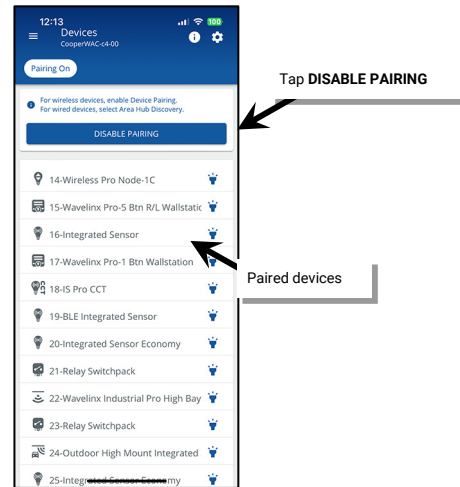 12:13
100
Devices
CooperWAC-c4-00
Pairing On
For wireless devices, enable Device Pairing.
For wired devices, select Area Hub Discovery.
DISABLE PAIRING
Tap DISABLE PAIRING
14-Wireless Pro Node-1C
15-Wavelinx Pro-5 Btn R/L Wallstatic
16-Integrated Sensor
17-Wavelinx Pro-1 Btn Wallstation
Paired devices
18-IS Pro CCT
19-BLE Integrated Sensor
20-Integrated Sensor Economy
21-Relay Switchpack
22-Wavelinx Industrial Pro High Bay
23-Relay Switchpack
24-Outdoor High Mount Integrated
25-Integrated Sensor Economy